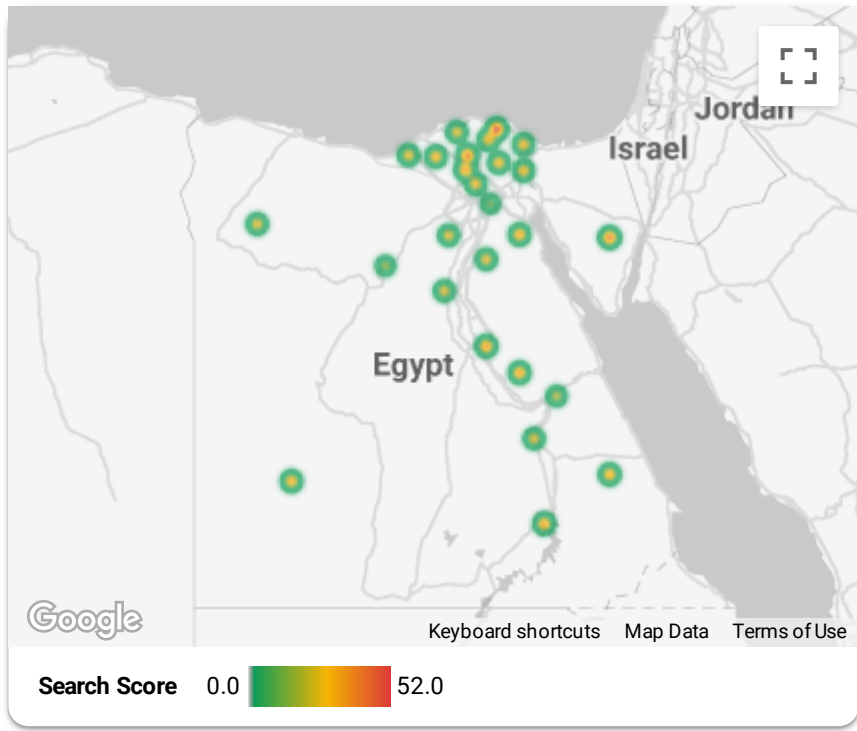 Jordan
Israel
Egypt
Google
Keyboard shortcuts Map Data Terms of Use
Search Score 0.0 52.0